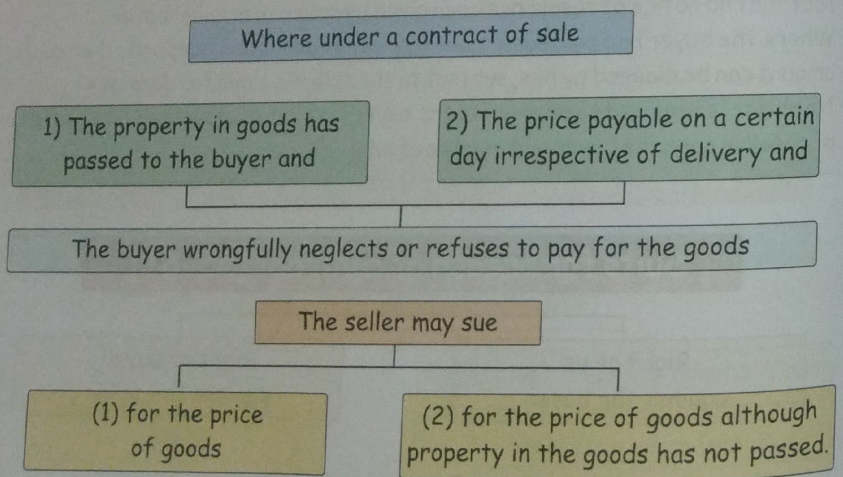 Where under a contract of sale
1) The property in goods has
passed to the buyer and
2) The price payable on a certain
day irrespective of delivery and
The buyer wrongfully neglects or refuses to pay for the goods
The seller may sue
(1) for the price
of goods
(2) for the price of goods although
property in the goods has not passed.